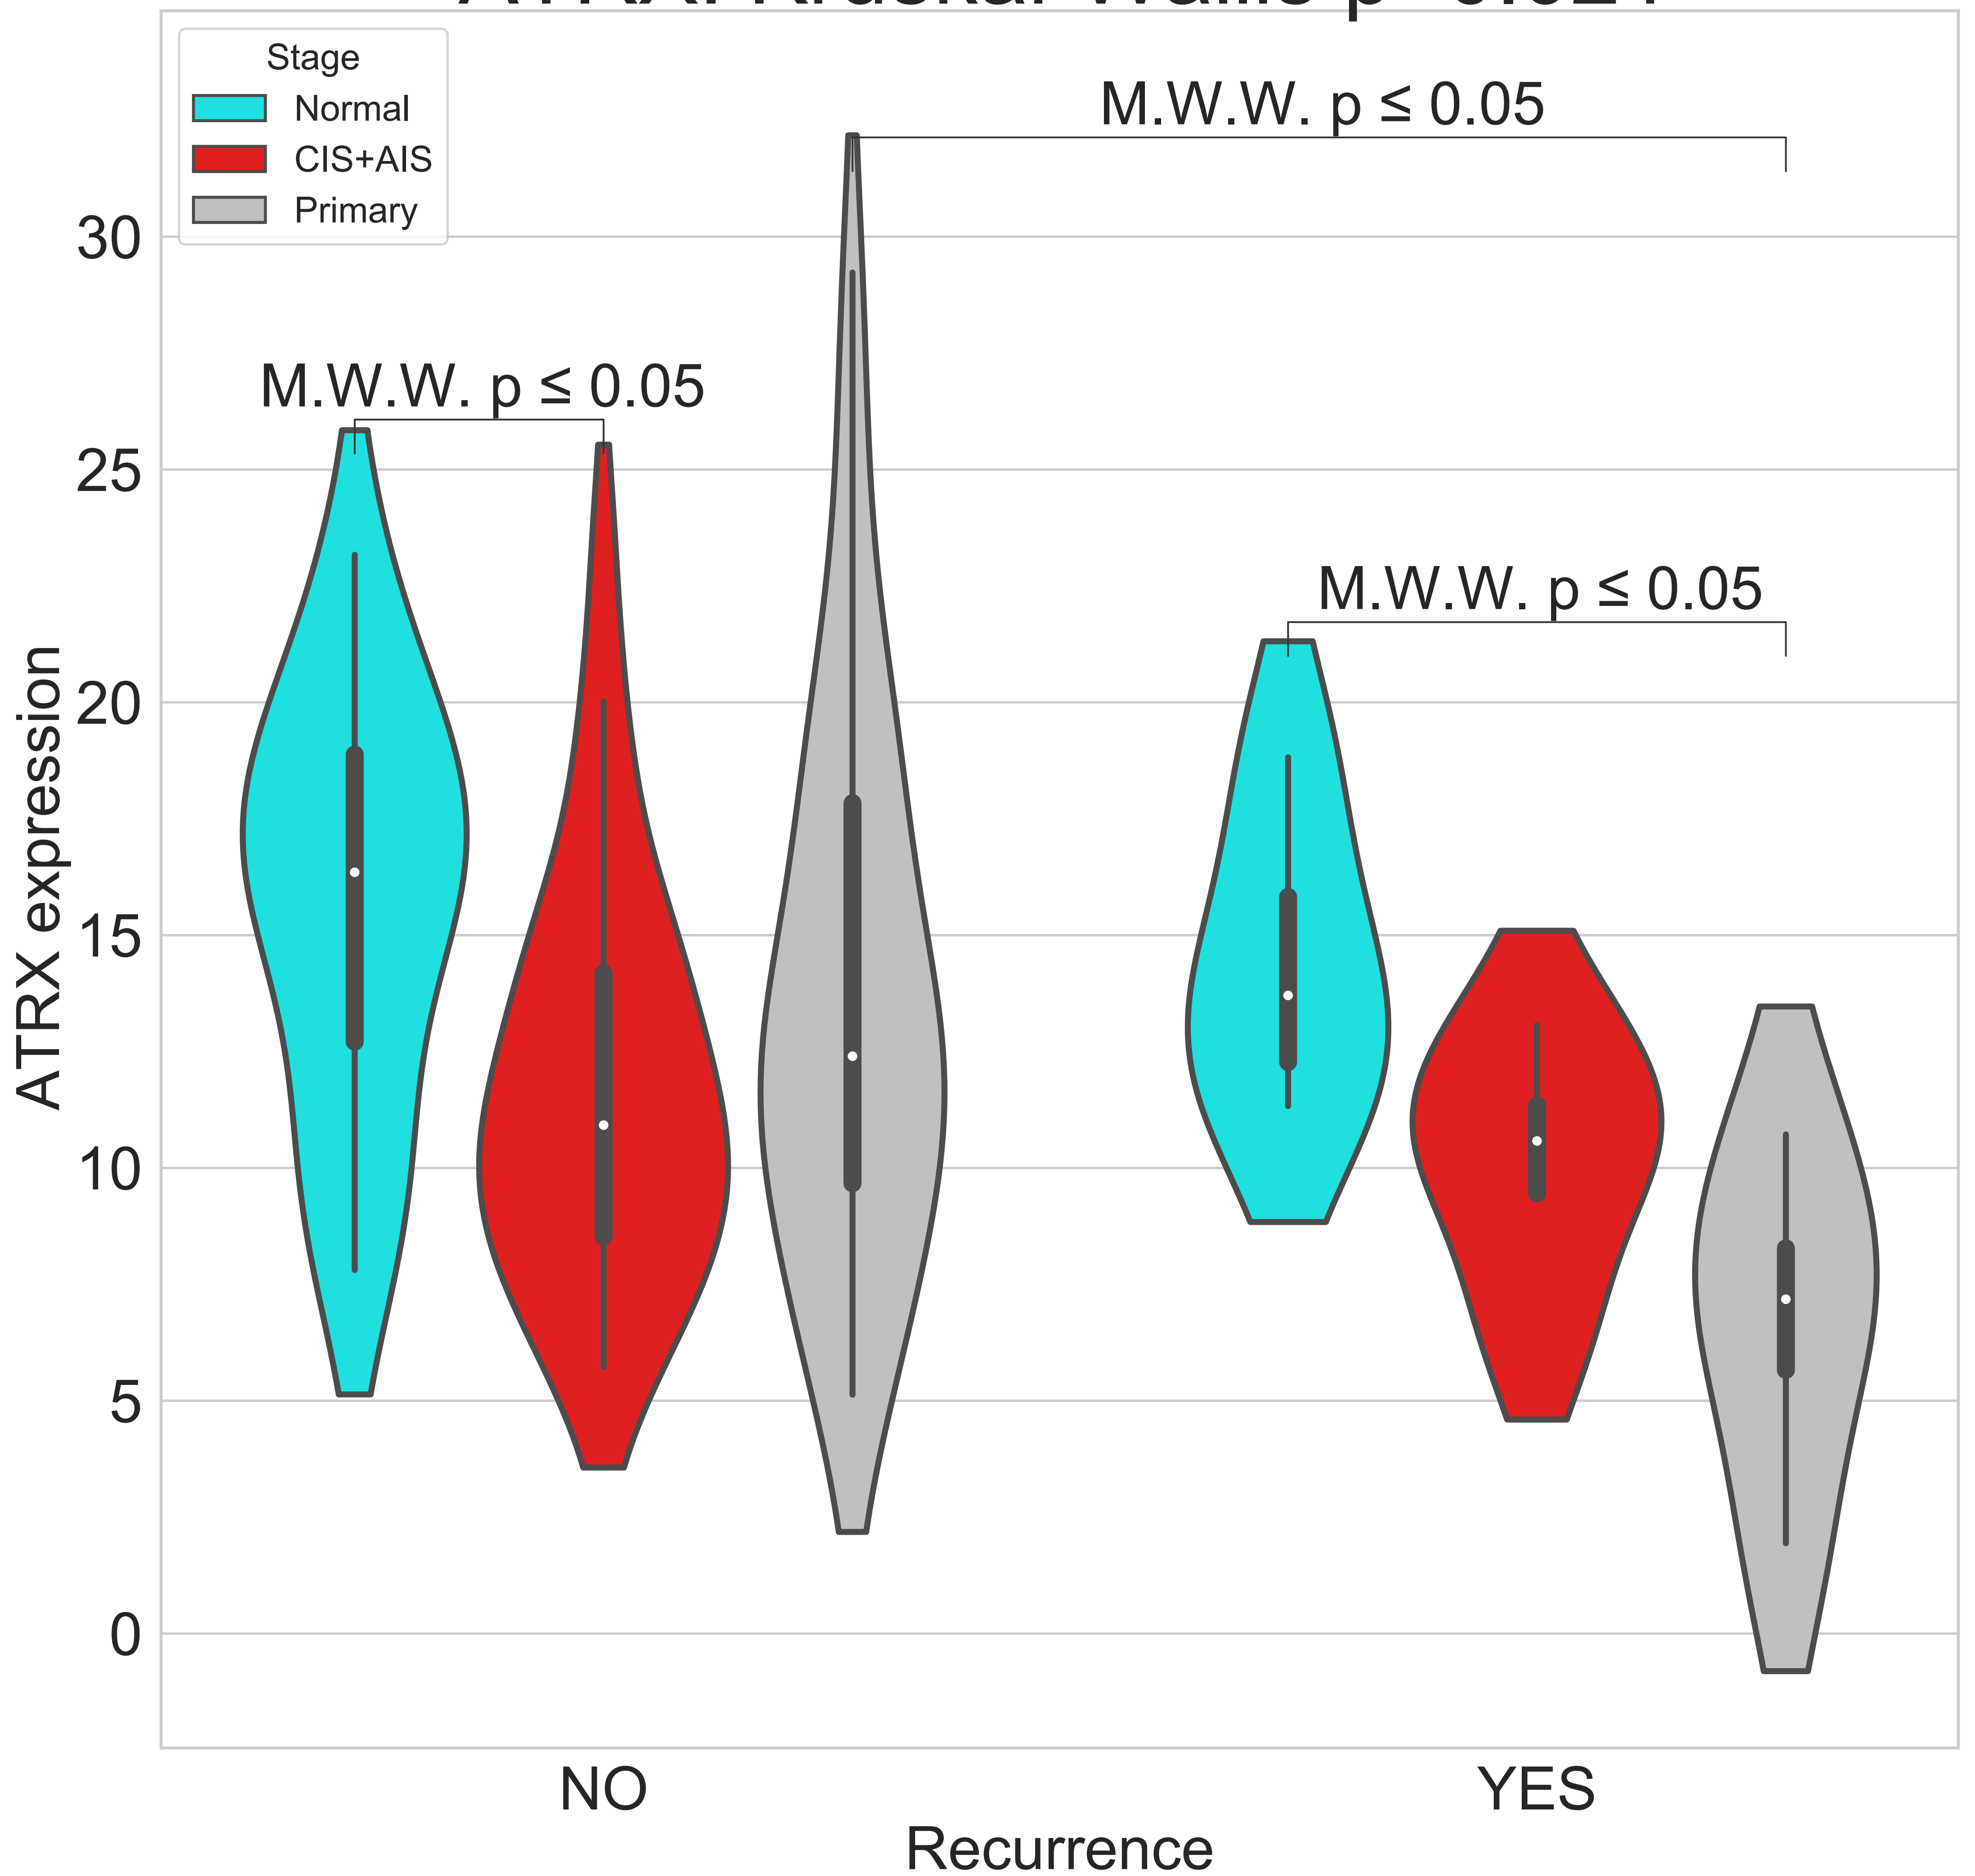 Stage
Normal
CIS+AIS
Primary
M.W.W. p ≤ 0.05
M.W.W. p ≤ 0.05
M.W.W. p ≤ 0.05
30
25
20
15
10
5
0
ATRX expression
NO
YES
Recurrence